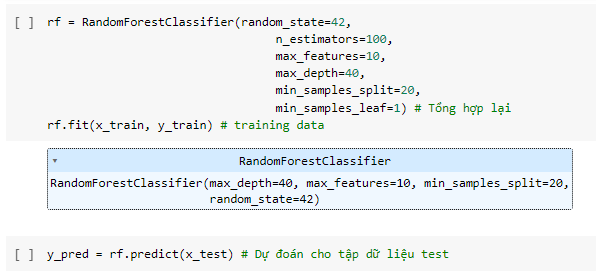 [ ] rf = RandomForestClassifier(random_state=42,
n_estimators=100,
max_features=10,
max_depth=40,
min_samples_split=20,
min_samples_leaf=1) # Tổng hợp lại
rf.fit(x_train, y_train) # training data
RandomForestClassifier
RandomForestClassifier(max_depth=40, max_features=10, min_samples_split=20,
random_state=42)
[ ] y_pred = rf.predict(x_test) # Dự đoán cho tập dữ liệu test